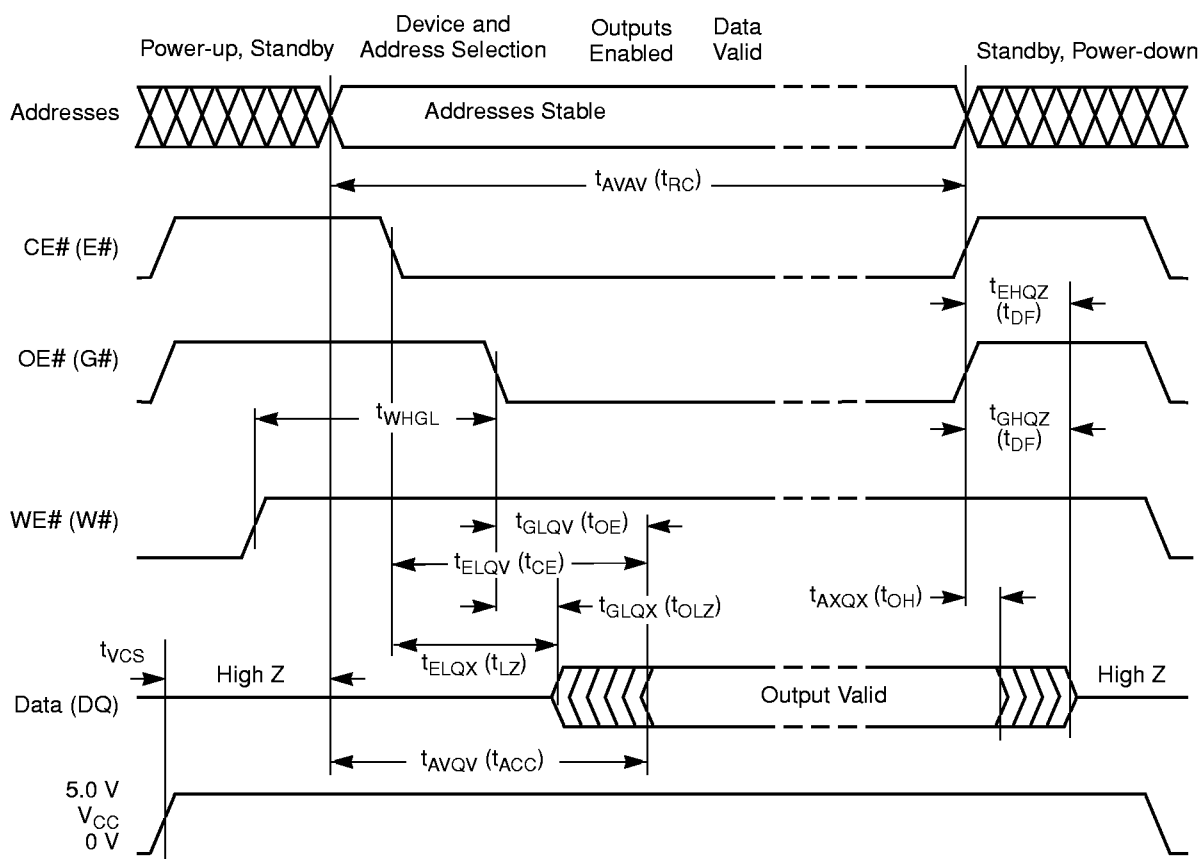 Power-up, Standby
Device and
Address Selection
Outputs
Enabled
Data
Valid
Standby, Power-down
Addresses
Addresses Stable
tAVAV (tRC)
CE# (E#)
tEHQZ
(tDF)
OE# (G#)
tWHGL
tGHQZ
(tDF)
WE# (W#)
tGLQV (tOE)
tELQV (tCE)
tGLQX (tOLZ)
tAXQX (tOH)
tVCS
tELQX (tLZ)
High Z
Output Valid
High Z
Data (DQ)
tAVQV (tACC)
5.0 V
VCC
0 V